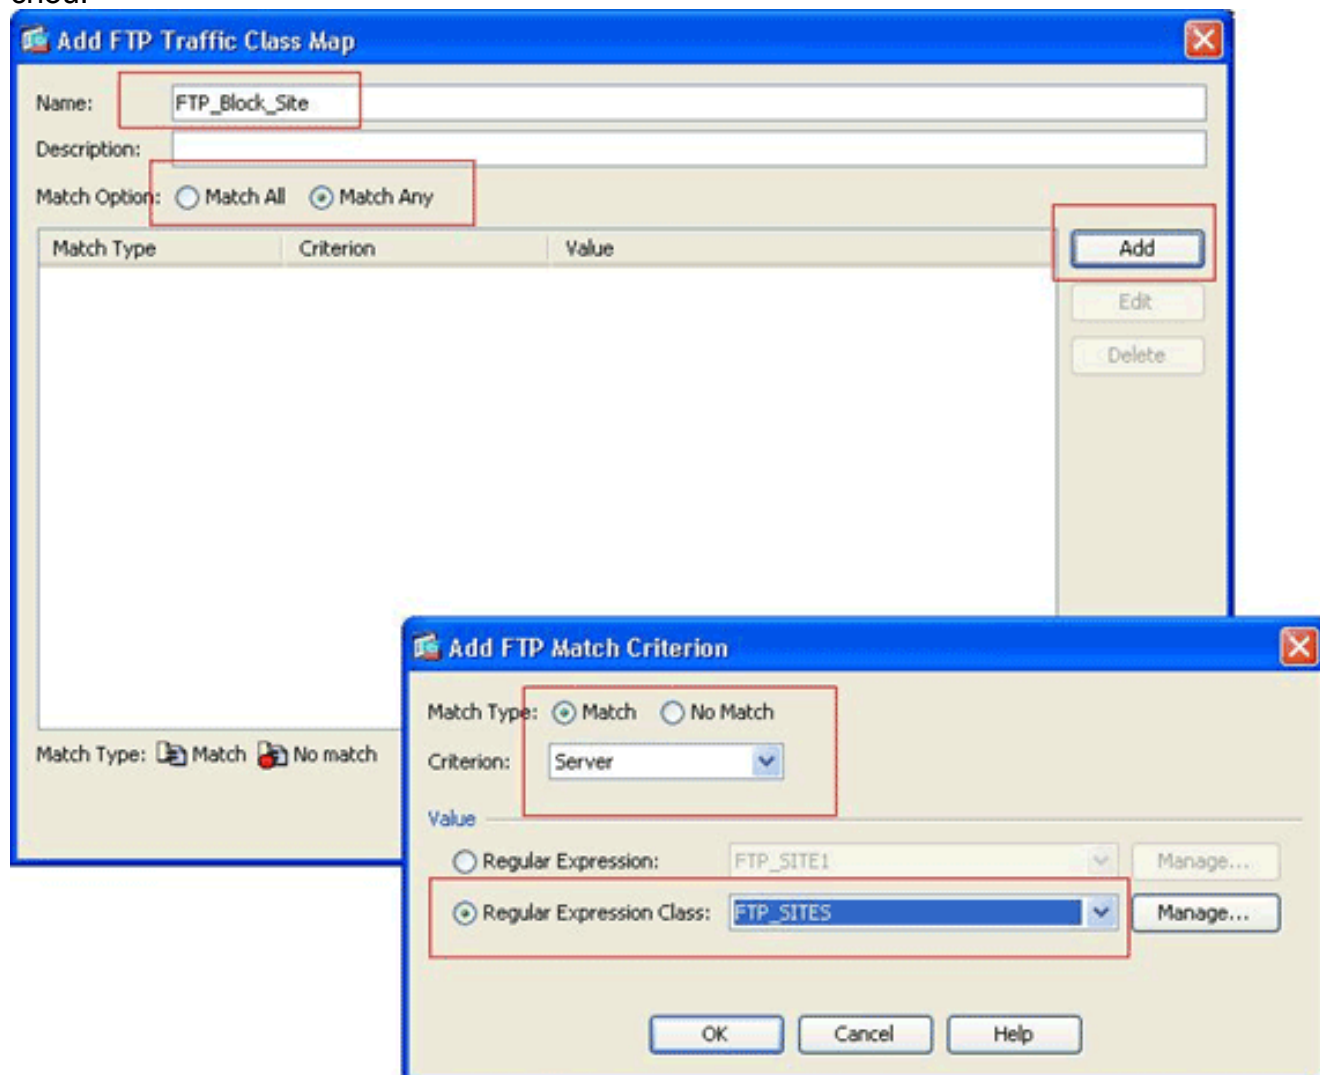 Add FTP Traffic Class Map
Name: FTP_Block_Site
Description:
Match Option: Match All Match Any
Match Type Criterion Value
Add
Edit
Delete
Match Type: Match No match
Add FTP Match Criterion
Match Type: Match No Match
Criterion: Server
Value
Regular Expression: FTP_SITE1 Manage...
Regular Expression Class: FTP_SITES Manage...
OK Cancel Help